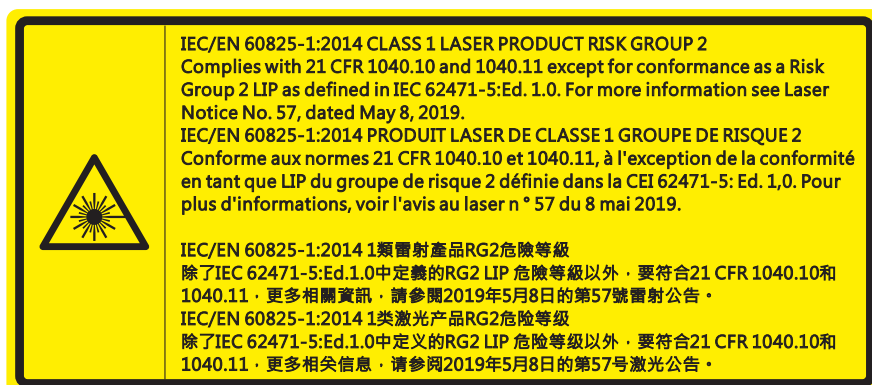 IEC/EN 60825-1:2014 CLASS 1 LASER PRODUCT RISK GROUP 2
Complies with 21 CFR 1040.10 and 1040.11 except for conformance as a Risk
Group 2 LIP as defined in IEC 62471-5:Ed. 1.0. For more information see Laser
Notice No. 57, dated May 8, 2019.
IEC/EN 60825-1:2014 PRODUIT LASER DE CLASSE 1 GROUPE DE RISQUE 2
Conforme aux normes 21 CFR 1040.10 et 1040.11, à l'exception de la conformité
en tant que LIP du groupe de risque 2 définie dans la CEI 62471-5: Ed. 1,0. Pour
plus d'informations, voir l'avis au laser n ° 57 du 8 mai 2019.
IEC/EN 60825-1:2014 1類雷射產品RG2危險等級
除了IEC 62471-5:Ed.1.0中定義的RG2 LIP 危險等級以外，要符合21 CFR 1040.10和
1040.11，更多相關資訊，請參閱2019年5月8日的第57號雷射公告。
IEC/EN 60825-1:2014 1类激光产品RG2危险等级
除了IEC 62471-5:Ed.1.0中定义的RG2 LIP 危险等级以外，要符合21 CFR 1040.10和
1040.11，更多相关信息，请参阅2019年5月8日的第57号激光公告。